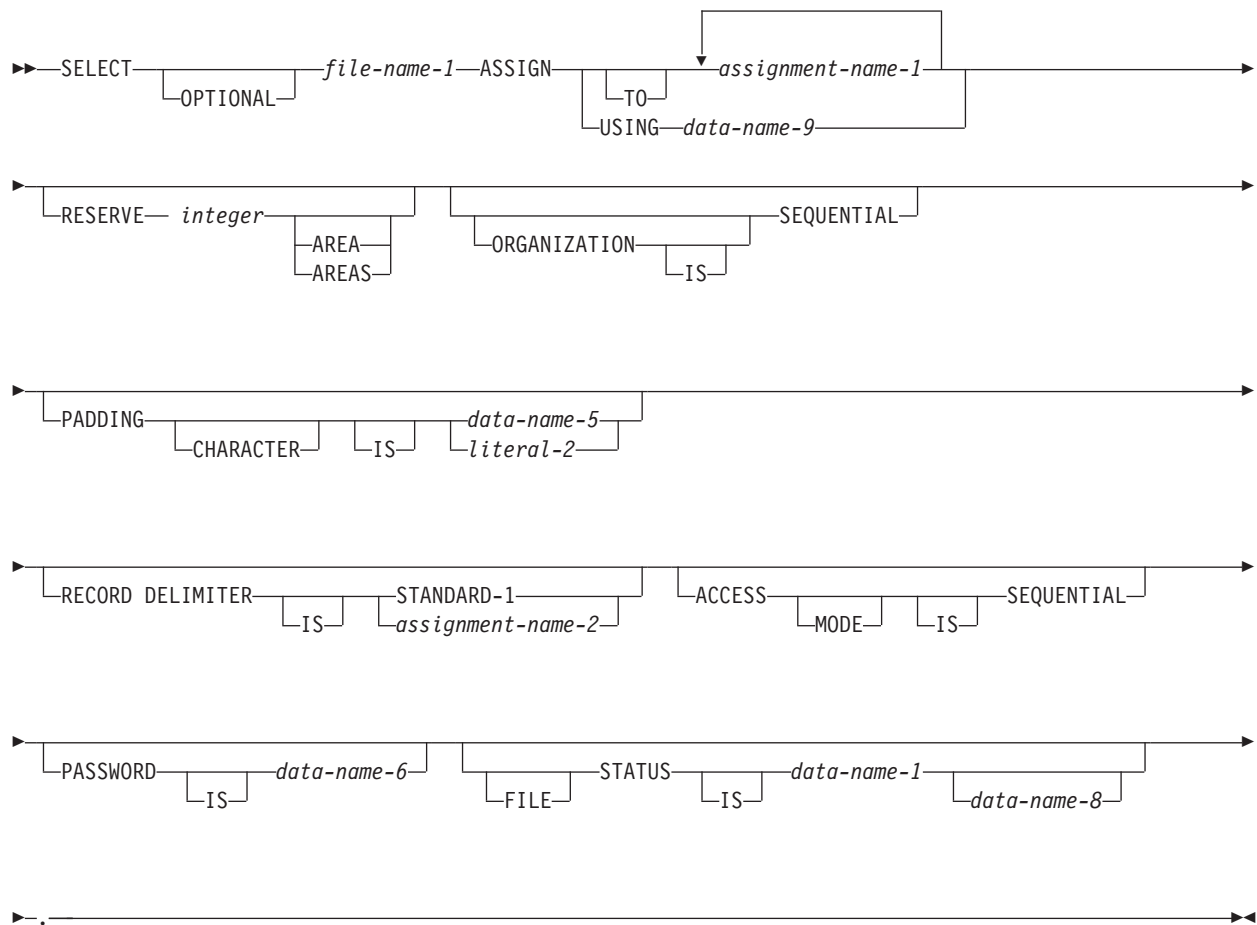 SELECT OPTIONAL file-name-1 ASSIGN TO assignment-name-1
USING data-name-9
RESERVE integer AREA AREAS ORGANIZATION IS SEQUENTIAL
PADDING CHARACTER IS data-name-5
literal-2
RECORD DELIMITER IS STANDARD-1
assignment-name-2
ACCESS MODE IS SEQUENTIAL
PASSWORD IS data-name-6
FILE STATUS IS data-name-1
data-name-8
.